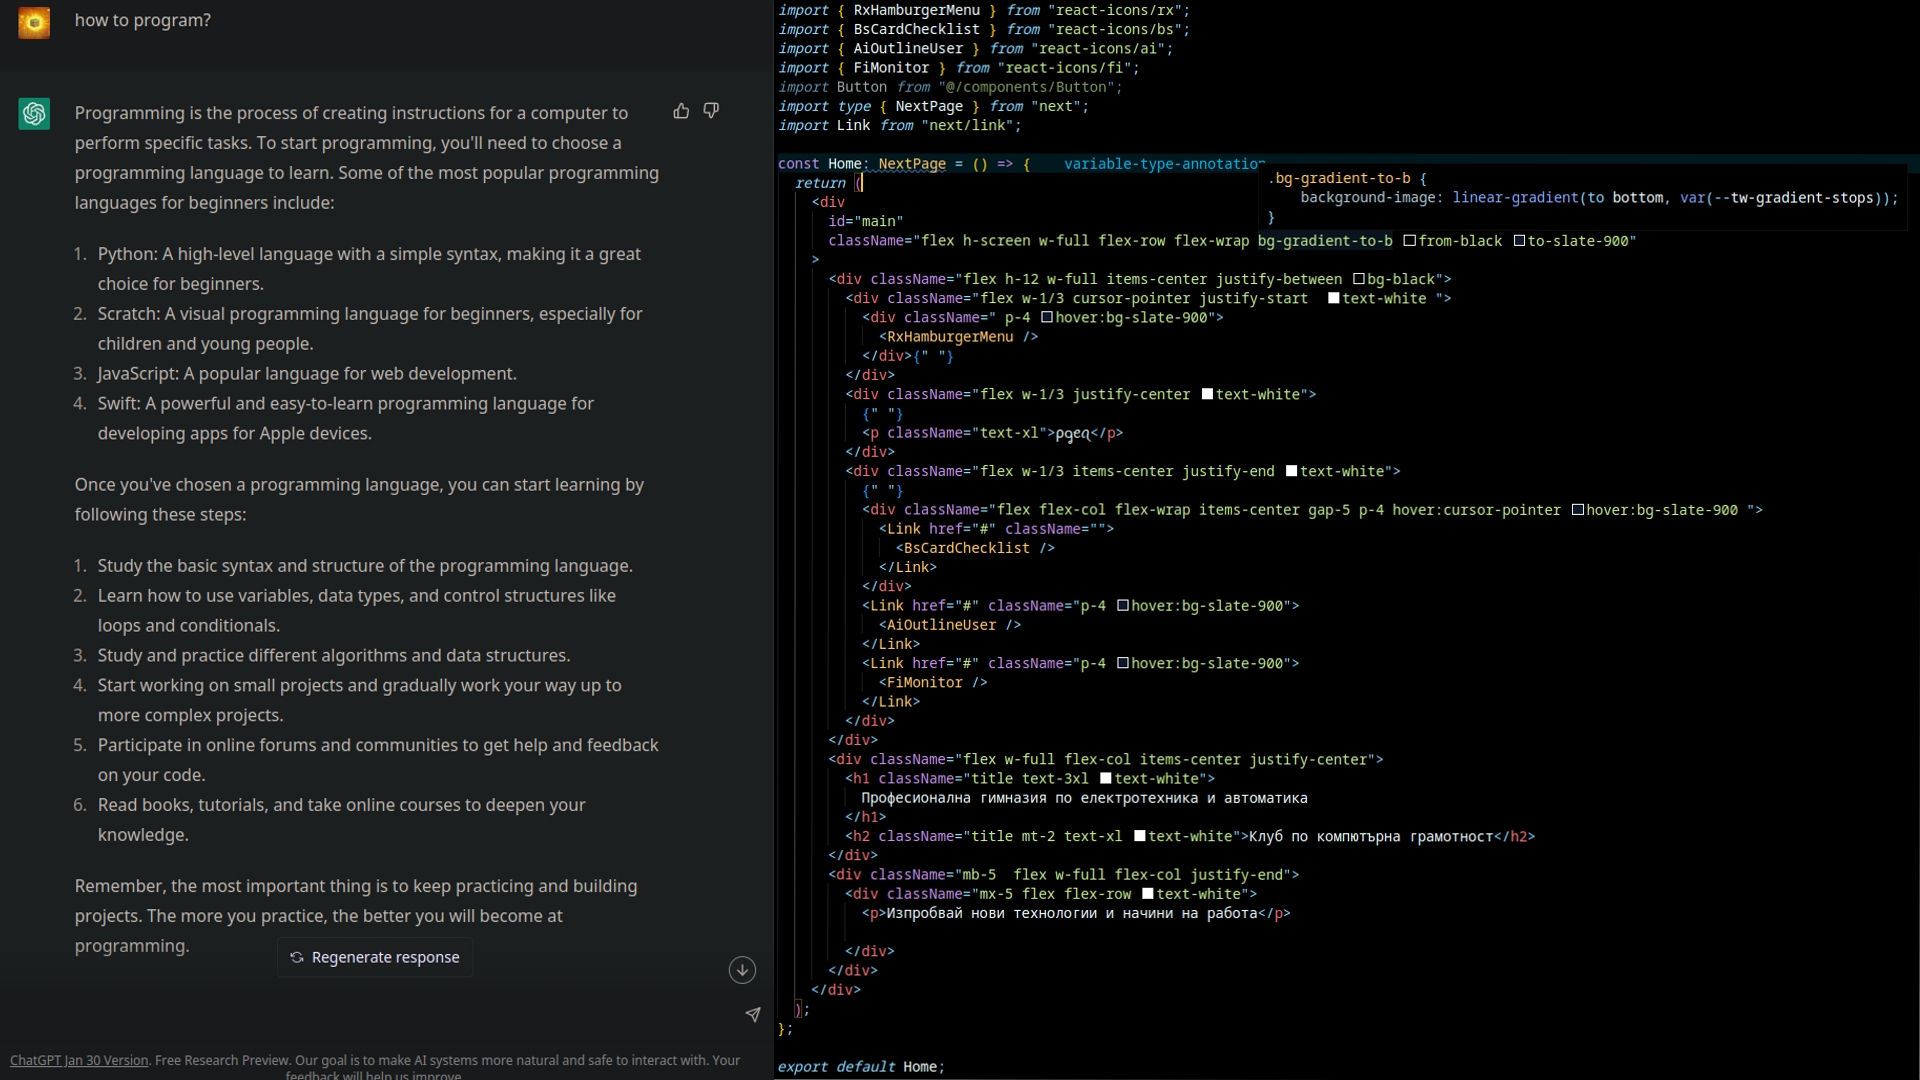 how to program?
Programming is the process of creating instructions for a computer to
perform specific tasks. To start programming, you'll need to choose a
programming language to learn. Some of the most popular programming
languages for beginners include:
1. Python: A high-level language with a simple syntax, making it a great
choice for beginners.
2. Scratch: A visual programming language for beginners, especially for
children and young people.
3. JavaScript: A popular language for web development.
4. Swift: A powerful and easy-to-learn programming language for
developing apps for Apple devices.
Once you've chosen a programming language, you can start learning by
following these steps:
1. Study the basic syntax and structure of the programming language.
2. Learn how to use variables, data types, and control structures like
loops and conditionals.
3. Study and practice different algorithms and data structures.
4. Start working on small projects and gradually work your way up to
more complex projects.
5. Participate in online forums and communities to get help and feedback
on your code.
6. Read books, tutorials, and take online courses to deepen your
knowledge.
Remember, the most important thing is to keep practicing and building
projects. The more you practice, the better you will become at
programming.
Regenerate response
ChatGPT Jan 30 Version. Free Research Preview. Our goal is to make AI systems more natural and safe to interact with. Your
feedback will help us improve.
import { RxHamburgerMenu } from "react-icons/rx";
import { BsCardChecklist } from "react-icons/bs";
import { AiOutlineUser } from "react-icons/ai";
import { FiMonitor } from "react-icons/fi";
import Button from "@/components/Button";
import type { NextPage } from "next";
import Link from "next/link";
const Home: NextPage = () => { variable-type-annotation
return (
.bg-gradient-to-b {
background-image: linear-gradient(to bottom, var(--tw-gradient-stops));
}
<div
id="main"
className="flex h-screen w-full flex-row flex-wrap bg-gradient-to-b from-black to-slate-900"
>
<div className="flex h-12 w-full items-center justify-between bg-black">
<div className="flex w-1/3 cursor-pointer justify-start  text-white ">
<div className=" p-4 hover:bg-slate-900">
<RxHamburgerMenu />
</div>{" "}
</div>
<div className="flex w-1/3 justify-center text-white">
{" "}
<p className="text-xl">ρgeα</p>
</div>
<div className="flex w-1/3 items-center justify-end text-white">
{" "}
<div className="flex flex-col flex-wrap items-center gap-5 p-4 hover:cursor-pointer hover:bg-slate-900 ">
<Link href="#" className="">
<BsCardChecklist />
</Link>
</div>
<Link href="#" className="p-4 hover:bg-slate-900">
<AiOutlineUser />
</Link>
<Link href="#" className="p-4 hover:bg-slate-900">
<FiMonitor />
</Link>
</div>
</div>
<div className="flex w-full flex-col items-center justify-center">
<h1 className="title text-3xl text-white">
Професионална гимназия по електротехника и автоматика
</h1>
<h2 className="title mt-2 text-xl text-white">Клуб по компютърна грамотност</h2>
</div>
<div className="mb-5  flex w-full flex-col justify-end">
<div className="mx-5 flex flex-row text-white">
<p>Изпробвай нови технологии и начини на работа</p>
</div>
</div>
</div>
);
};
export default Home;